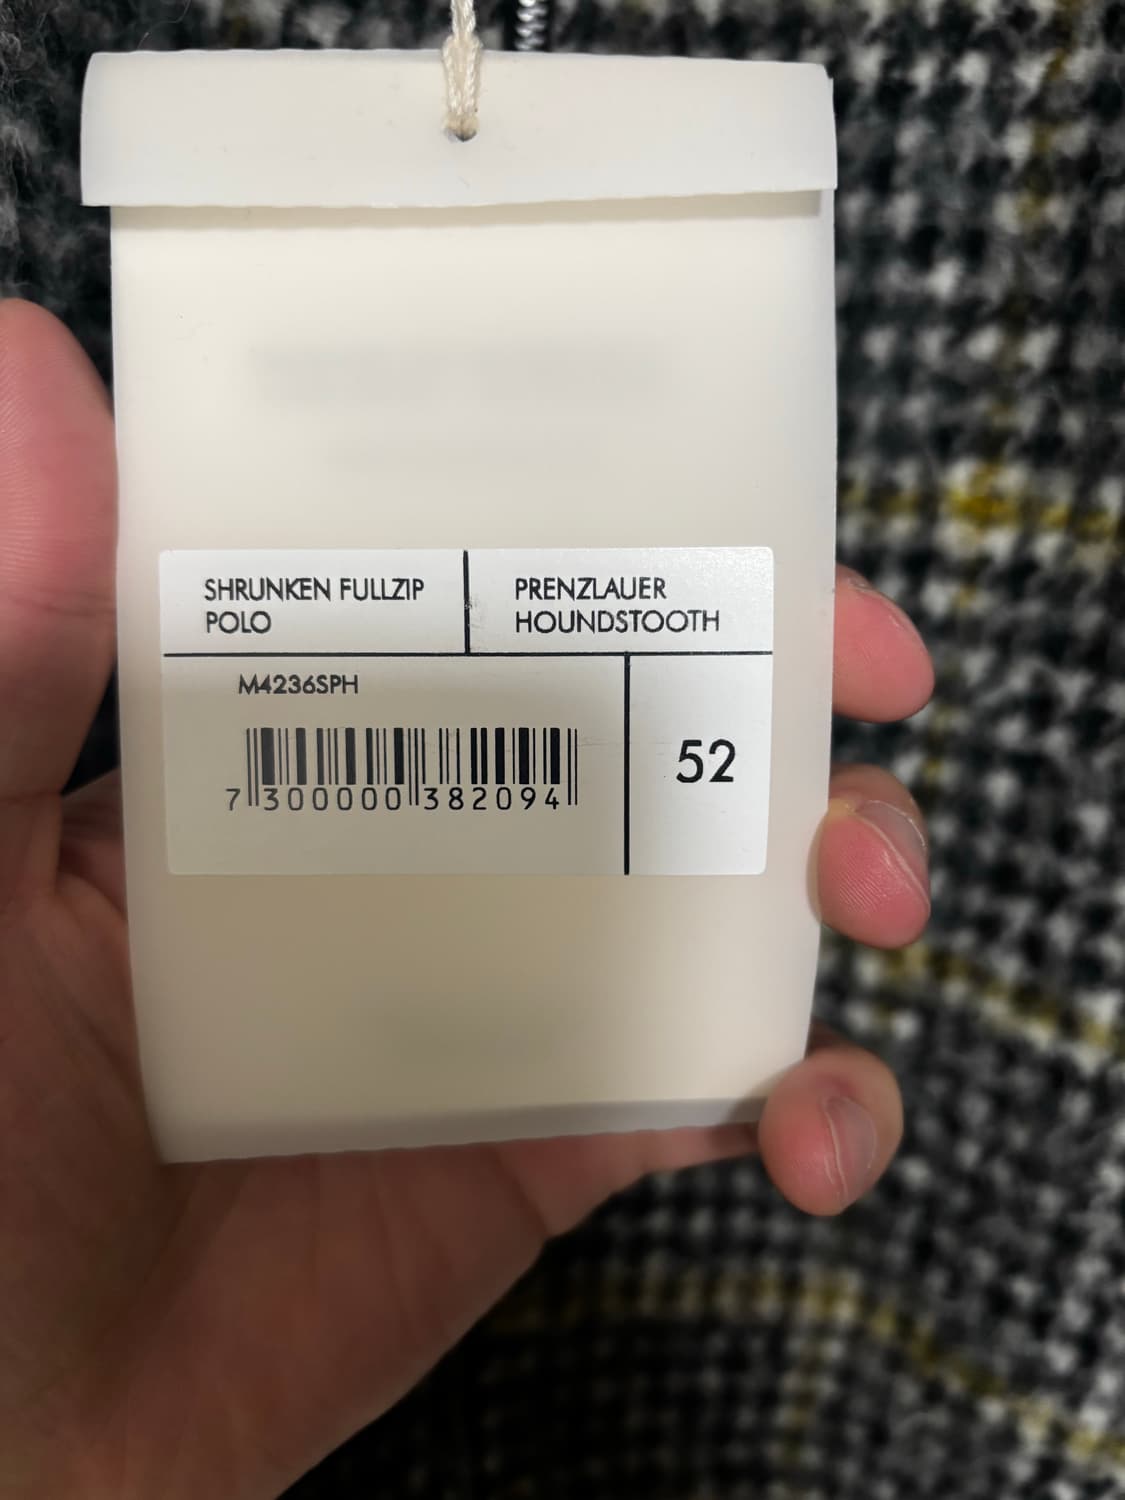 SHRUNKEN FULLZIP
POLO
PRENZLAUER
HOUNDSTOOTH
M4236SPH
52
7 300000 382094